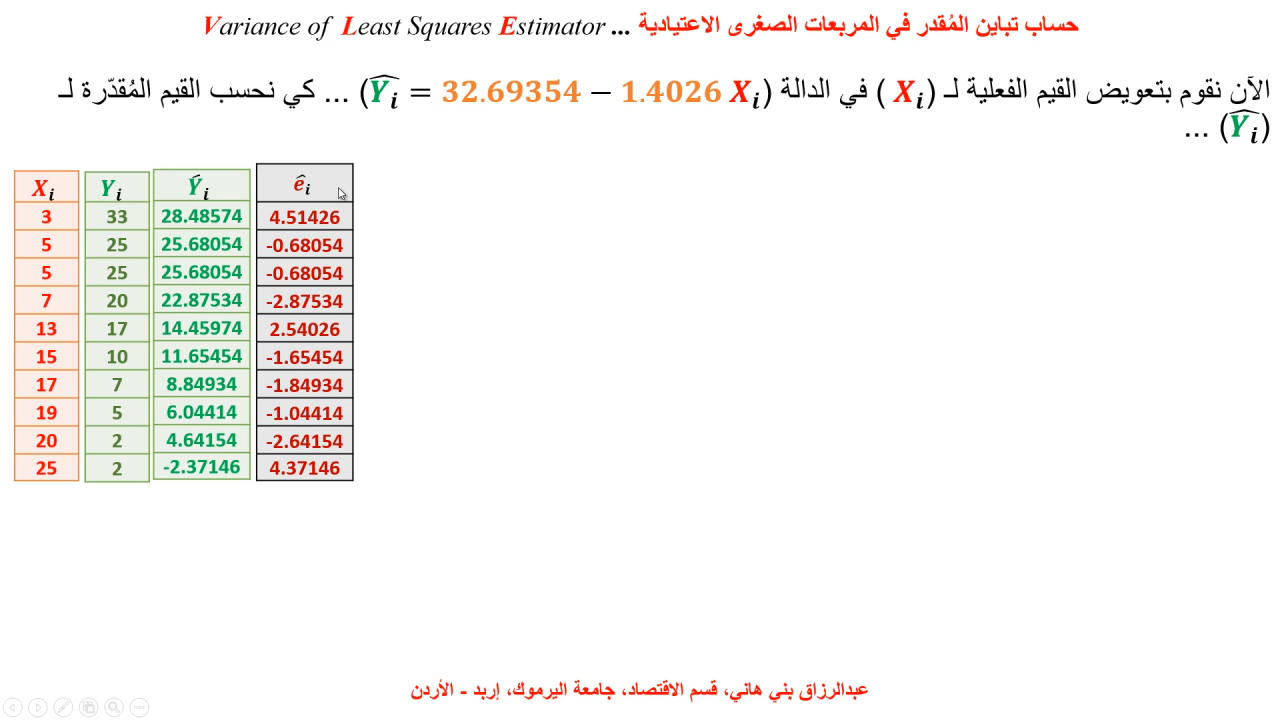 حساب تباين المُقدر في المربعات الصغرى الاعتيادية ... Variance of Least Squares Estimator
الآن نقوم بتعويض القيم الفعلية لـ (Xi ) في الدالة (Ŷi = 32.69354 − 1.4026 Xi) ... كي نحسب القيم المُقدّرة لـ
(Ŷi) ...
Xi Yi Ŷi êi
3 33 28.48574 4.51426
5 25 25.68054 -0.68054
5 25 25.68054 -0.68054
7 20 22.87534 -2.87534
13 17 14.45974 2.54026
15 10 11.65454 -1.65454
17 7 8.84934 -1.84934
19 5 6.04414 -1.04414
20 2 4.64154 -2.64154
25 2 -2.37146 4.37146
عبدالرزاق بني هاني، قسم الاقتصاد، جامعة اليرموك، إربد - الأردن